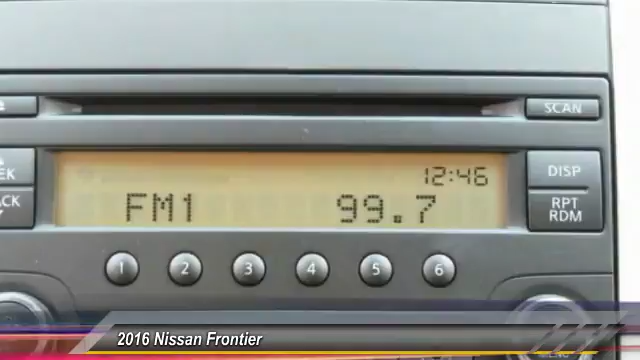 SCAN
12:46
DISP
FM1
99.7
RPT
RDM
1 2 3 4 5 6
2016 Nissan Frontier